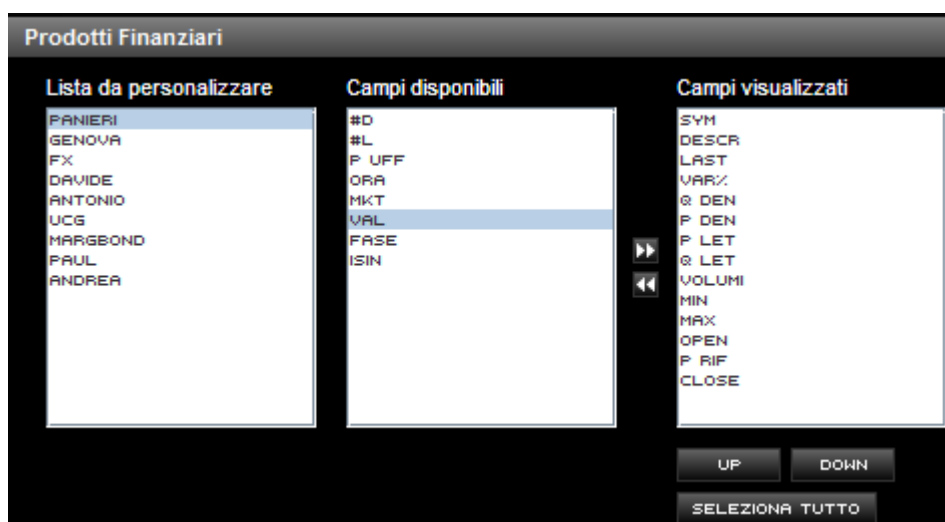 Prodotti Finanziari
Lista da personalizzare
PANIERI
GENOVA
FX
DAVIDE
ANTONIO
UCG
MARGBOND
PAUL
ANDREA
Campi disponibili
#D
#L
P UFF
ORA
MKT
VAL
FASE
ISIN
Campi visualizzati
SYM
DESCR
LAST
VAR%
Q DEN
P DEN
P LET
Q LET
VOLUMI
MIN
MAX
OPEN
P RIF
CLOSE
UP DOWN
SELEZIONA TUTTO